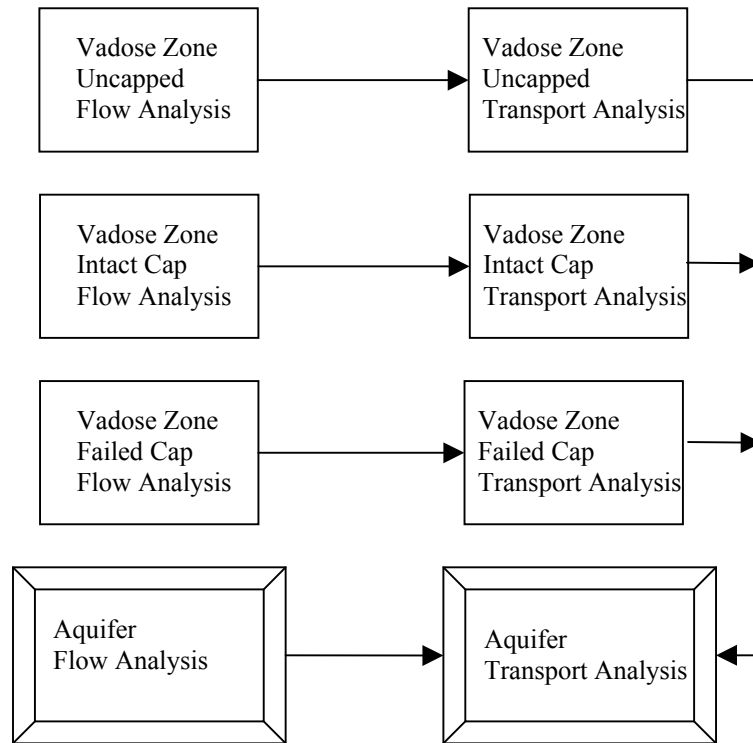 Vadose Zone
Uncapped
Flow Analysis
Vadose Zone
Uncapped
Transport Analysis
Vadose Zone
Intact Cap
Flow Analysis
Vadose Zone
Intact Cap
Transport Analysis
Vadose Zone
Failed Cap
Flow Analysis
Vadose Zone
Failed Cap
Transport Analysis
Aquifer
Flow Analysis
Aquifer
Transport Analysis